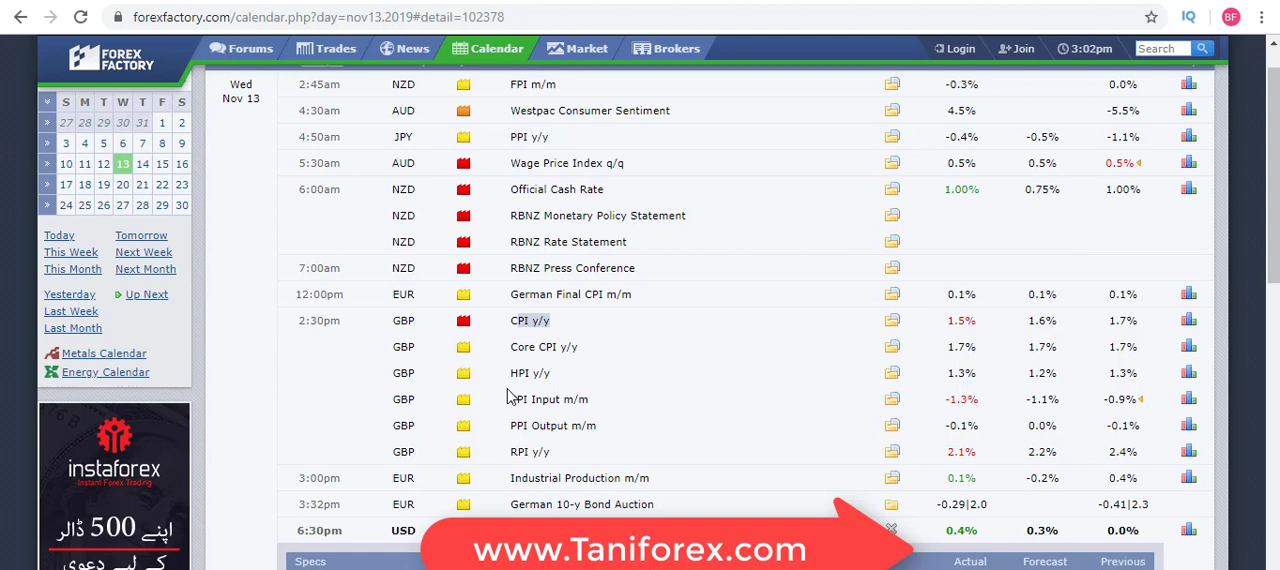 forexfactory.com/calendar.php?day=nov13.2019#detail=102378
IQ
BF
FOREX
FACTORY
Forums Trades News Calendar Market Brokers Login Join 3:02pm Search
S M T W T F S
27 28 29 30 31 1 2
3 4 5 6 7 8 9
10 11 12 13 14 15 16
17 18 19 20 21 22 23
24 25 26 27 28 29 30
Today Tomorrow
This Week Next Week
This Month Next Month
Yesterday Up Next
Last Week
Last Month
Metals Calendar
Energy Calendar
instaforex
Instant Forex Trading
اپنے 500 ڈالر
کے لیے دعوی
Wed
Nov 13
2:45am NZD FPI m/m -0.3% 0.0%
4:30am AUD Westpac Consumer Sentiment 4.5% -5.5%
4:50am JPY PPI y/y -0.4% -0.5% -1.1%
5:30am AUD Wage Price Index q/q 0.5% 0.5% 0.5%
6:00am NZD Official Cash Rate 1.00% 0.75% 1.00%
NZD RBNZ Monetary Policy Statement
NZD RBNZ Rate Statement
7:00am NZD RBNZ Press Conference
12:00pm EUR German Final CPI m/m 0.1% 0.1% 0.1%
2:30pm GBP CPI y/y 1.5% 1.6% 1.7%
GBP Core CPI y/y 1.7% 1.7% 1.7%
GBP HPI y/y 1.3% 1.2% 1.3%
GBP PPI Input m/m -1.3% -1.1% -0.9%
GBP PPI Output m/m -0.1% 0.0% -0.1%
GBP RPI y/y 2.1% 2.2% 2.4%
3:00pm EUR Industrial Production m/m 0.1% -0.2% 0.4%
3:32pm EUR German 10-y Bond Auction -0.29|2.0 -0.41|2.3
6:30pm USD 0.4% 0.3% 0.0%
www.Taniforex.com
Specs Actual Forecast Previous